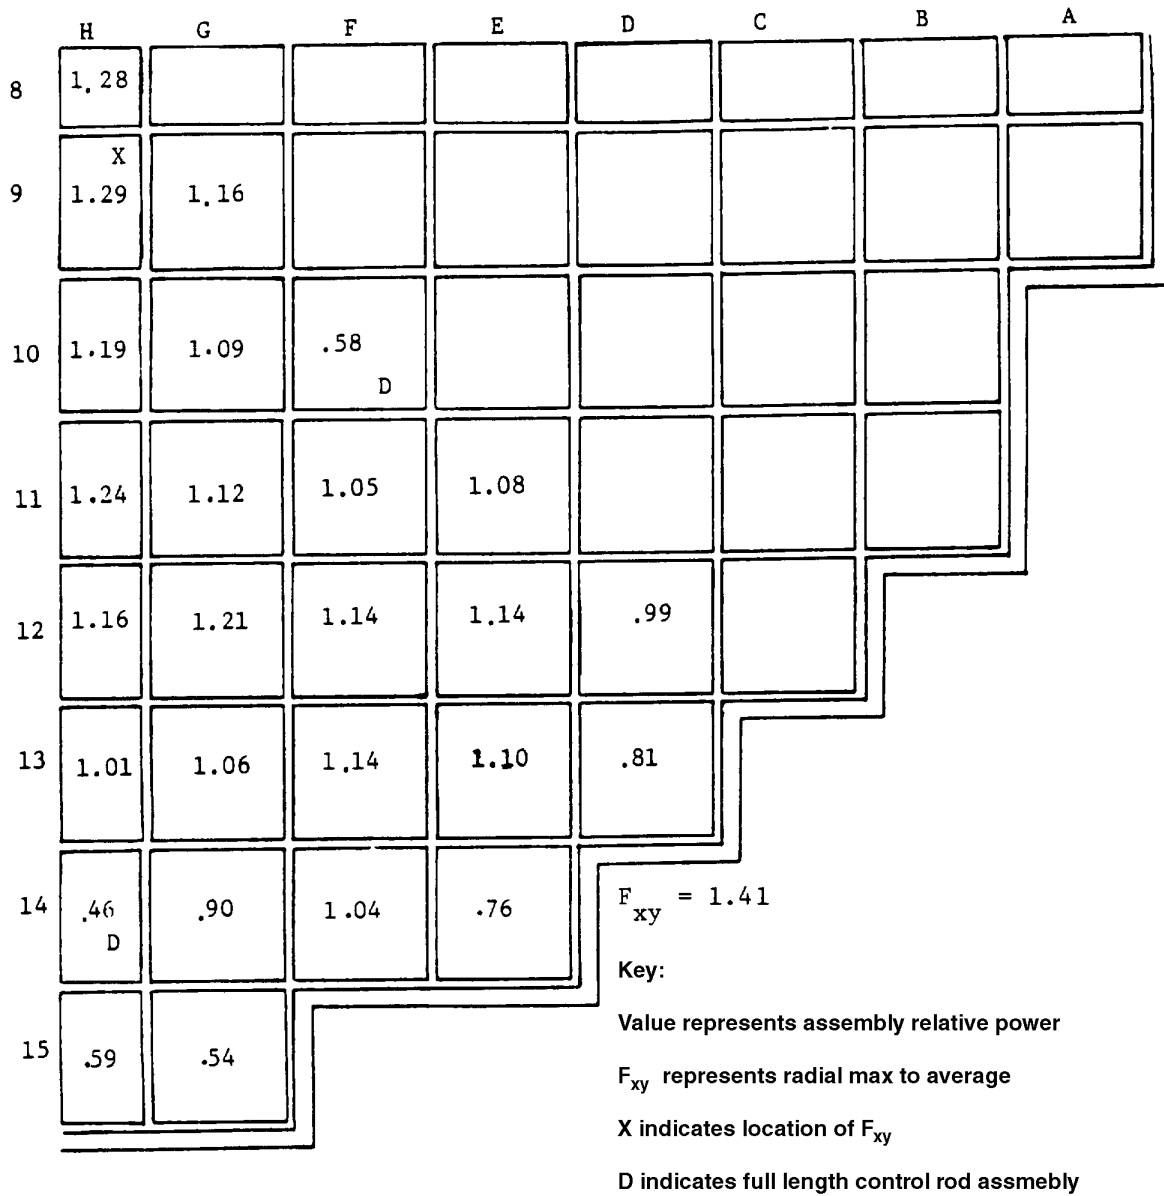 H G F E D C B A
8 1.28
X
9 1.29 1.16
10 1.19 1.09 .58
D
11 1.24 1.12 1.05 1.08
12 1.16 1.21 1.14 1.14 .99
13 1.01 1.06 1.14 1.10 .81
14 .46 .90 1.04 .76
D
15 .59 .54
Fxy = 1.41
Key:
Value represents assembly relative power
Fxy represents radial max to average
X indicates location of Fxy
D indicates full length control rod assmebly